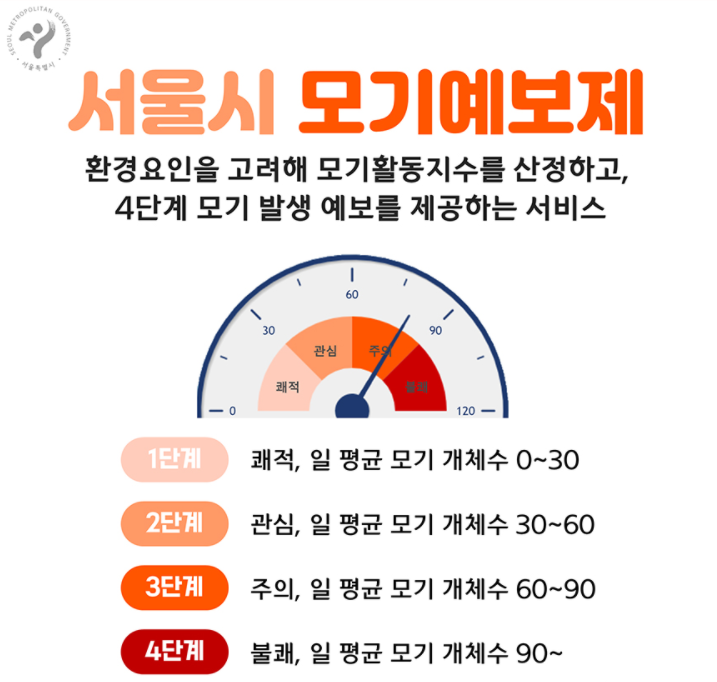 SEOUL METROPOLITAN GOVERNMENT
서울특별시
서울시 모기예보제
환경요인을 고려해 모기활동지수를 산정하고,
4단계 모기 발생 예보를 제공하는 서비스
60
30
90
관심
주의
쾌적
불쾌
0
120
1단계 쾌적, 일 평균 모기 개체수 0~30
2단계 관심, 일 평균 모기 개체수 30~60
3단계 주의, 일 평균 모기 개체수 60~90
4단계 불쾌, 일 평균 모기 개체수 90~